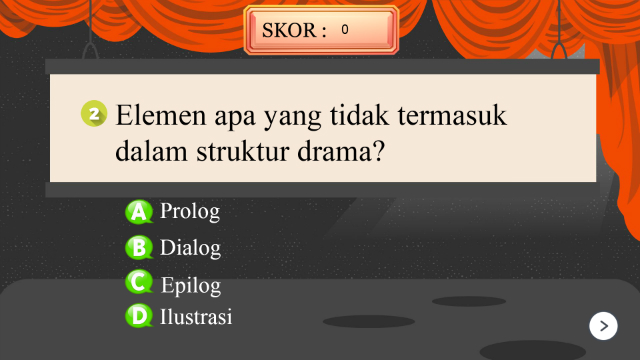 SKOR : 0
2 Elemen apa yang tidak termasuk
dalam struktur drama?
A Prolog
B Dialog
C Epilog
D Ilustrasi